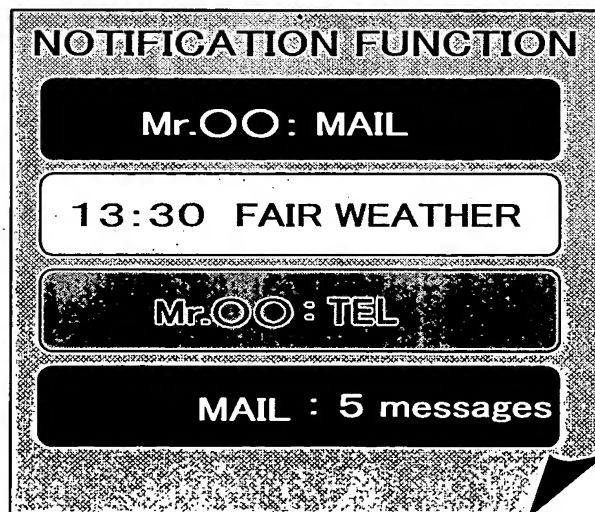 NOTIFICATION FUNCTION
Mr.○○: MAIL
13:30 FAIR WEATHER
Mr.○○: TEL
MAIL : 5 messages